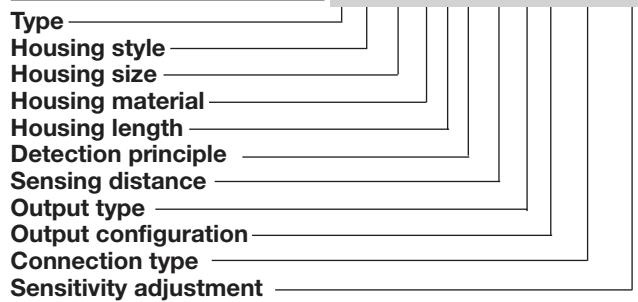 Type
Housing style
Housing size
Housing material
Housing length
Detection principle
Sensing distance
Output type
Output configuration
Connection type
Sensitivity adjustment